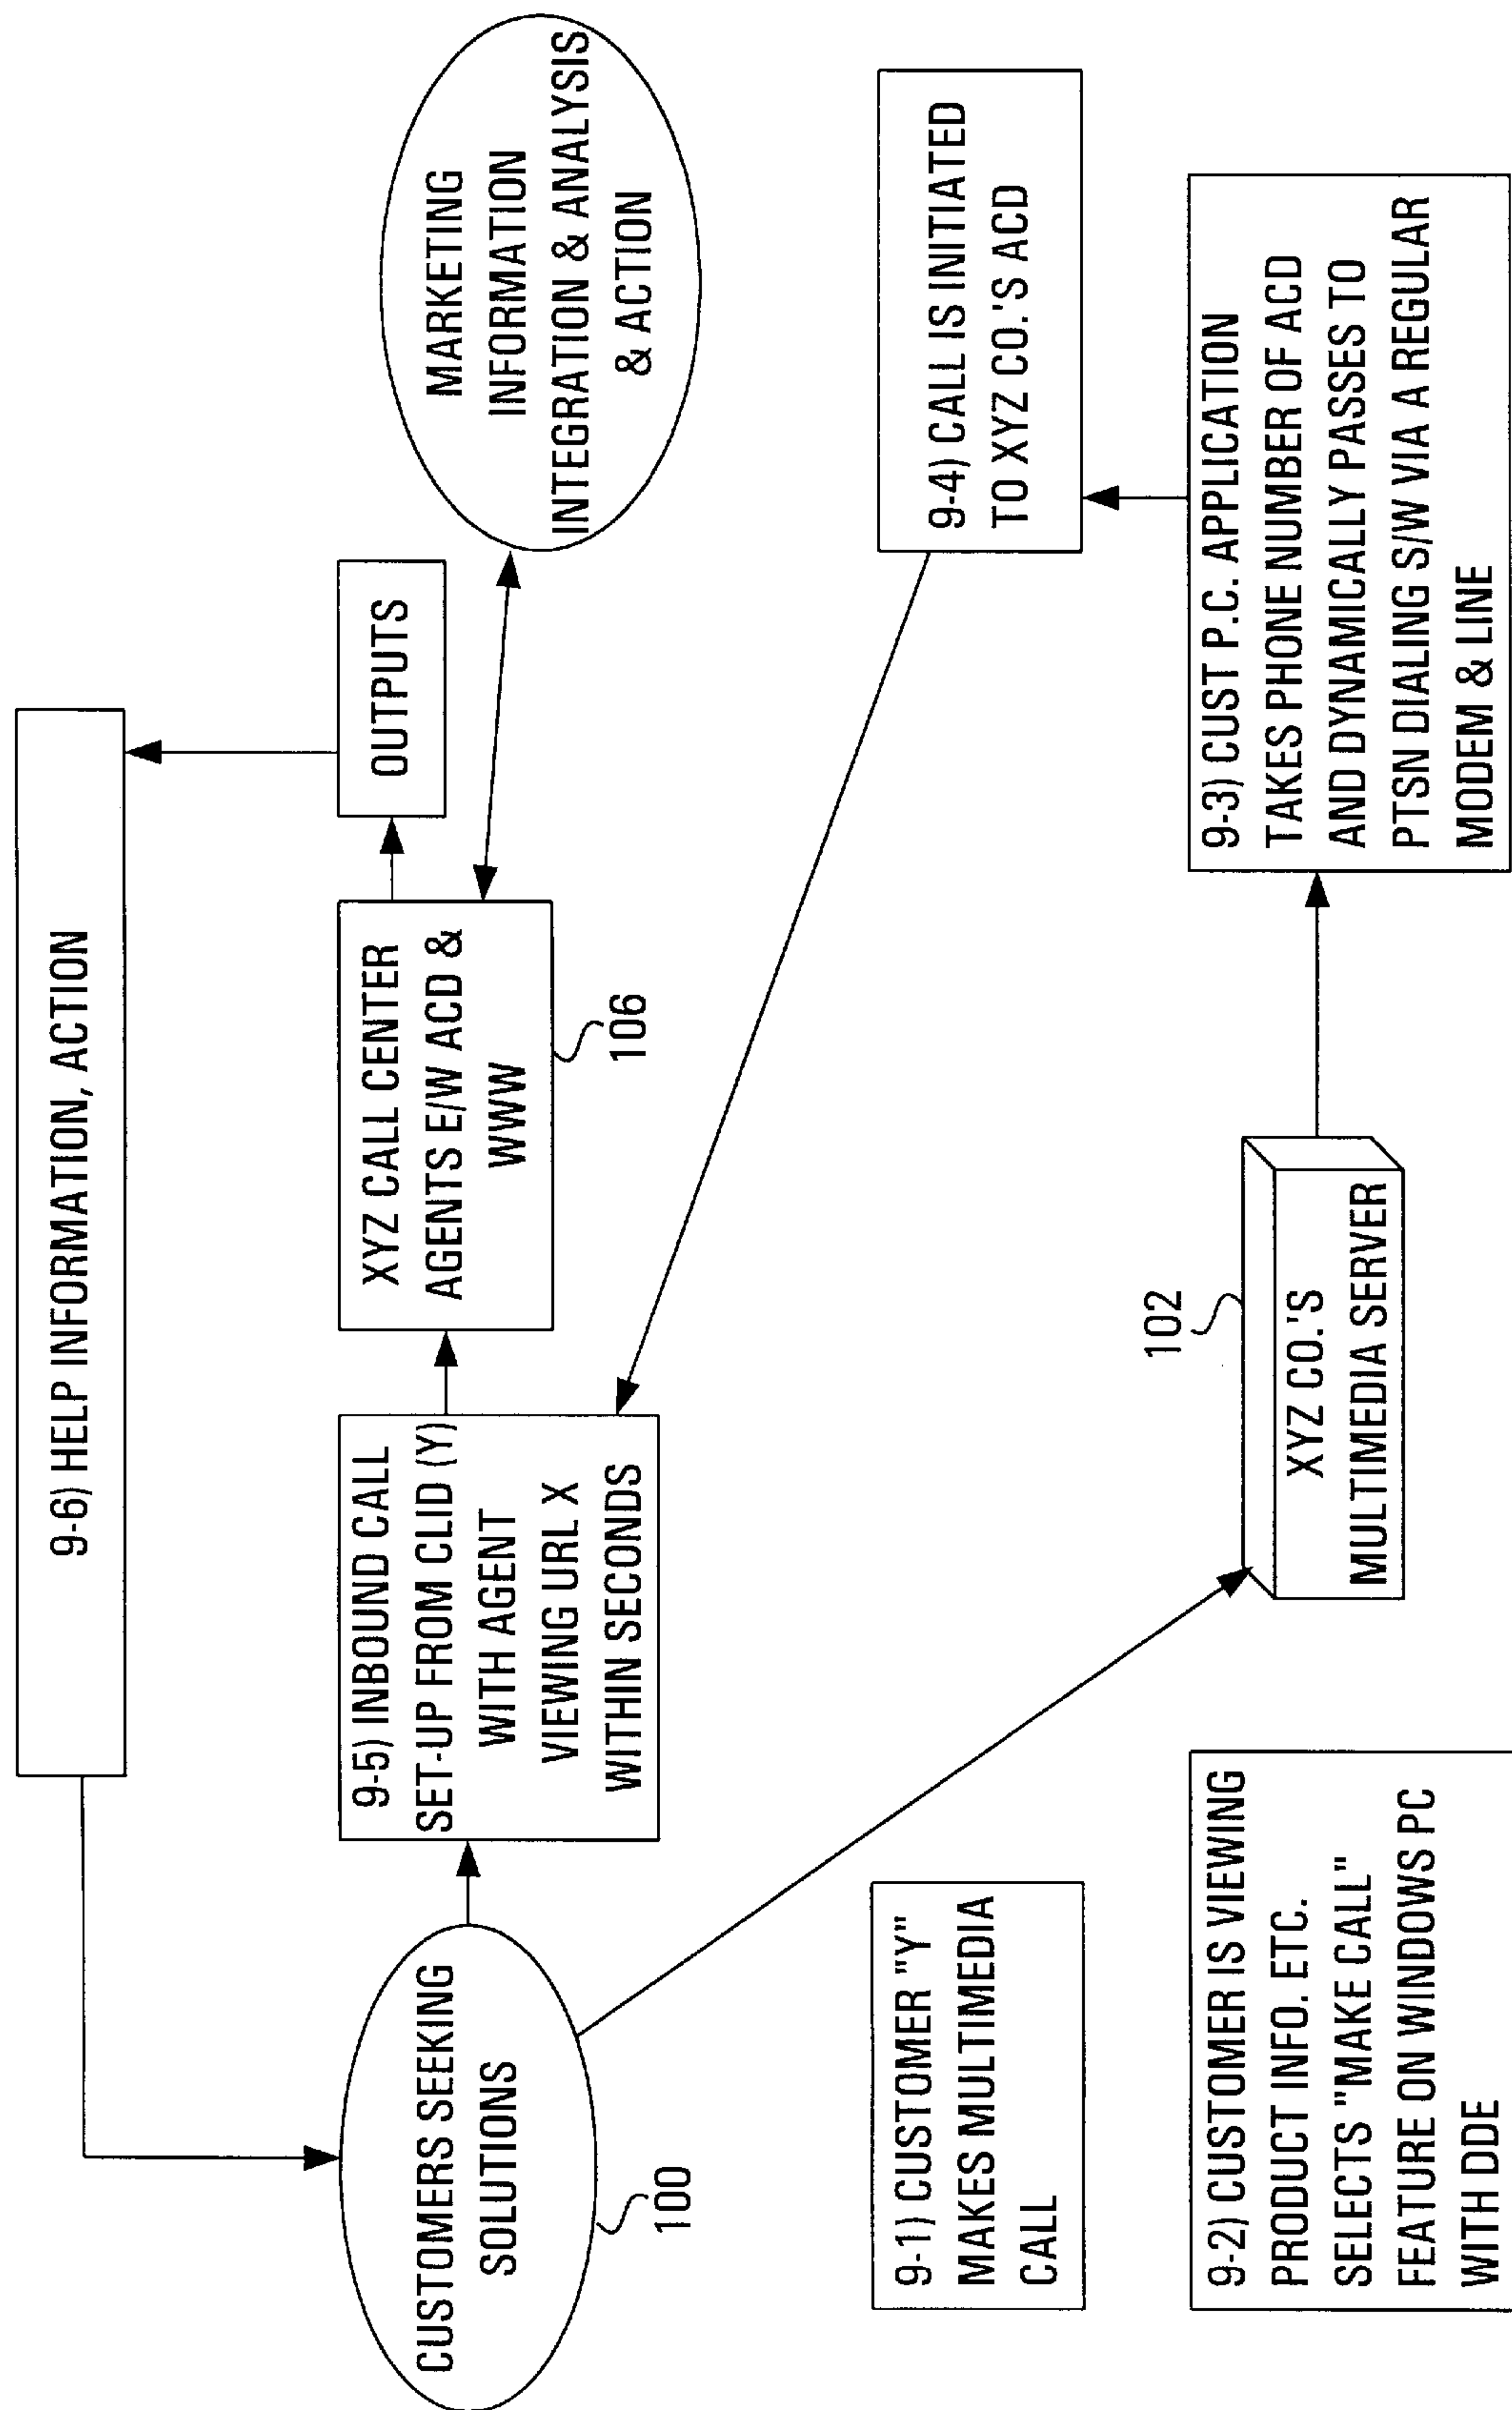 9-6) HELP INFORMATION, ACTION
CUSTOMERS SEEKING
SOLUTIONS
100
9-5) INBOUND CALL
SET-UP FROM CLID (Y)
WITH AGENT
VIEWING URL X
WITHIN SECONDS
XYZ CALL CENTER
AGENTS E/W ACD &
WWW
106
OUTPUTS
MARKETING
INFORMATION
INTEGRATION & ANALYSIS
& ACTION
9-1) CUSTOMER "Y"
MAKES MULTIMEDIA
CALL
9-4) CALL IS INITIATED
TO XYZ CO.'S ACD
9-2) CUSTOMER IS VIEWING
PRODUCT INFO. ETC.
SELECTS "MAKE CALL"
FEATURE ON WINDOWS PC
WITH DDE
102
XYZ CO.'S
MULTIMEDIA SERVER
9-3) CUST P.C. APPLICATION
TAKES PHONE NUMBER OF ACD
AND DYNAMICALLY PASSES TO
PTSN DIALING S/W VIA A REGULAR
MODEM & LINE